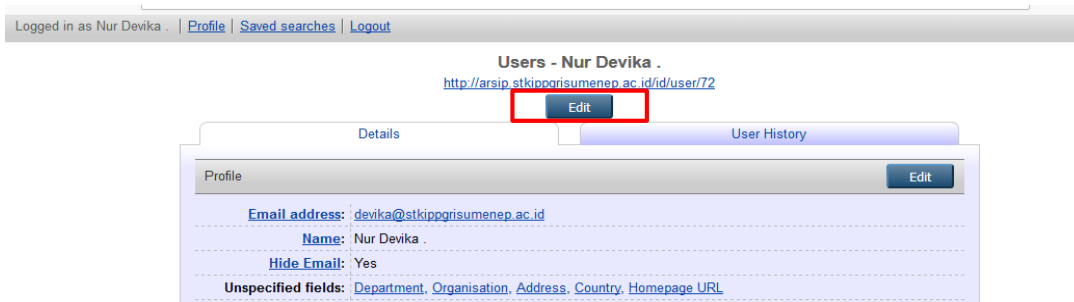 Logged in as Nur Devika . | Profile | Saved searches | Logout
Users - Nur Devika .
http://arsip.stkippgrisumenep.ac.id/id/user/72
Edit
Details User History
Profile Edit
Email address: devika@stkippgrisumenep.ac.id
Name: Nur Devika .
Hide Email: Yes
Unspecified fields: Department, Organisation, Address, Country, Homepage URL